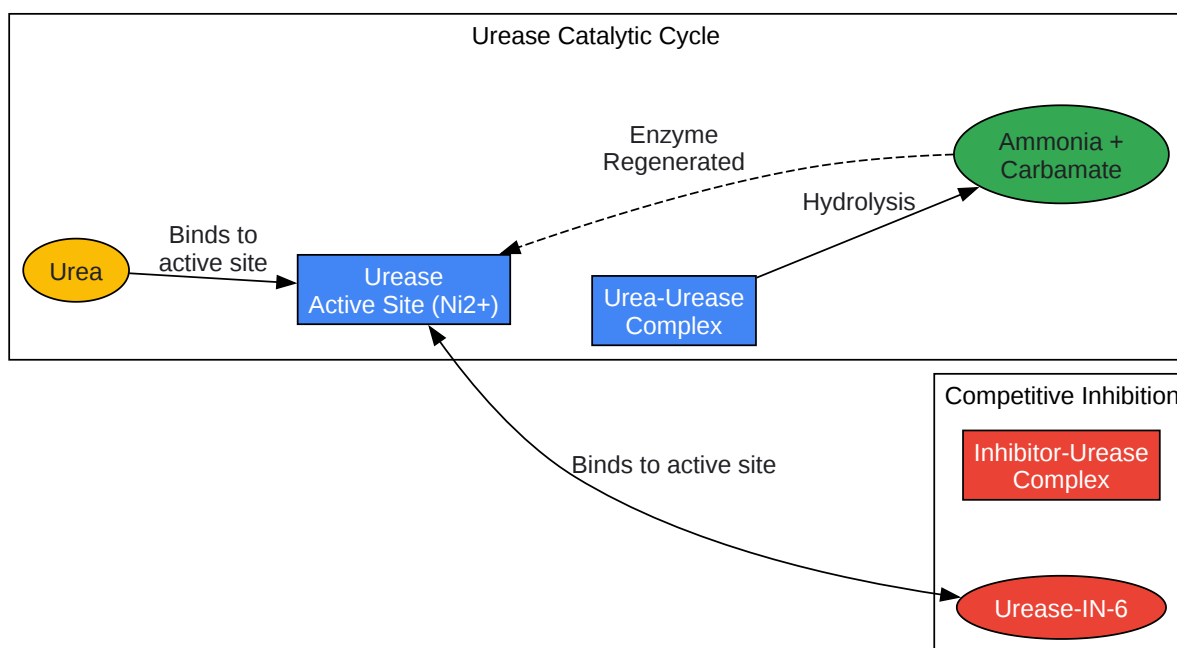 Urease Catalytic Cycle
Enzyme
Regenerated
Ammonia +
Carbamate
Hydrolysis
Binds to
active site
Urea
Urease
Active Site (Ni2+)
Urea-Urease
Complex
Competitive Inhibition
Inhibitor-Urease
Complex
Binds to active site
Urease-IN-6